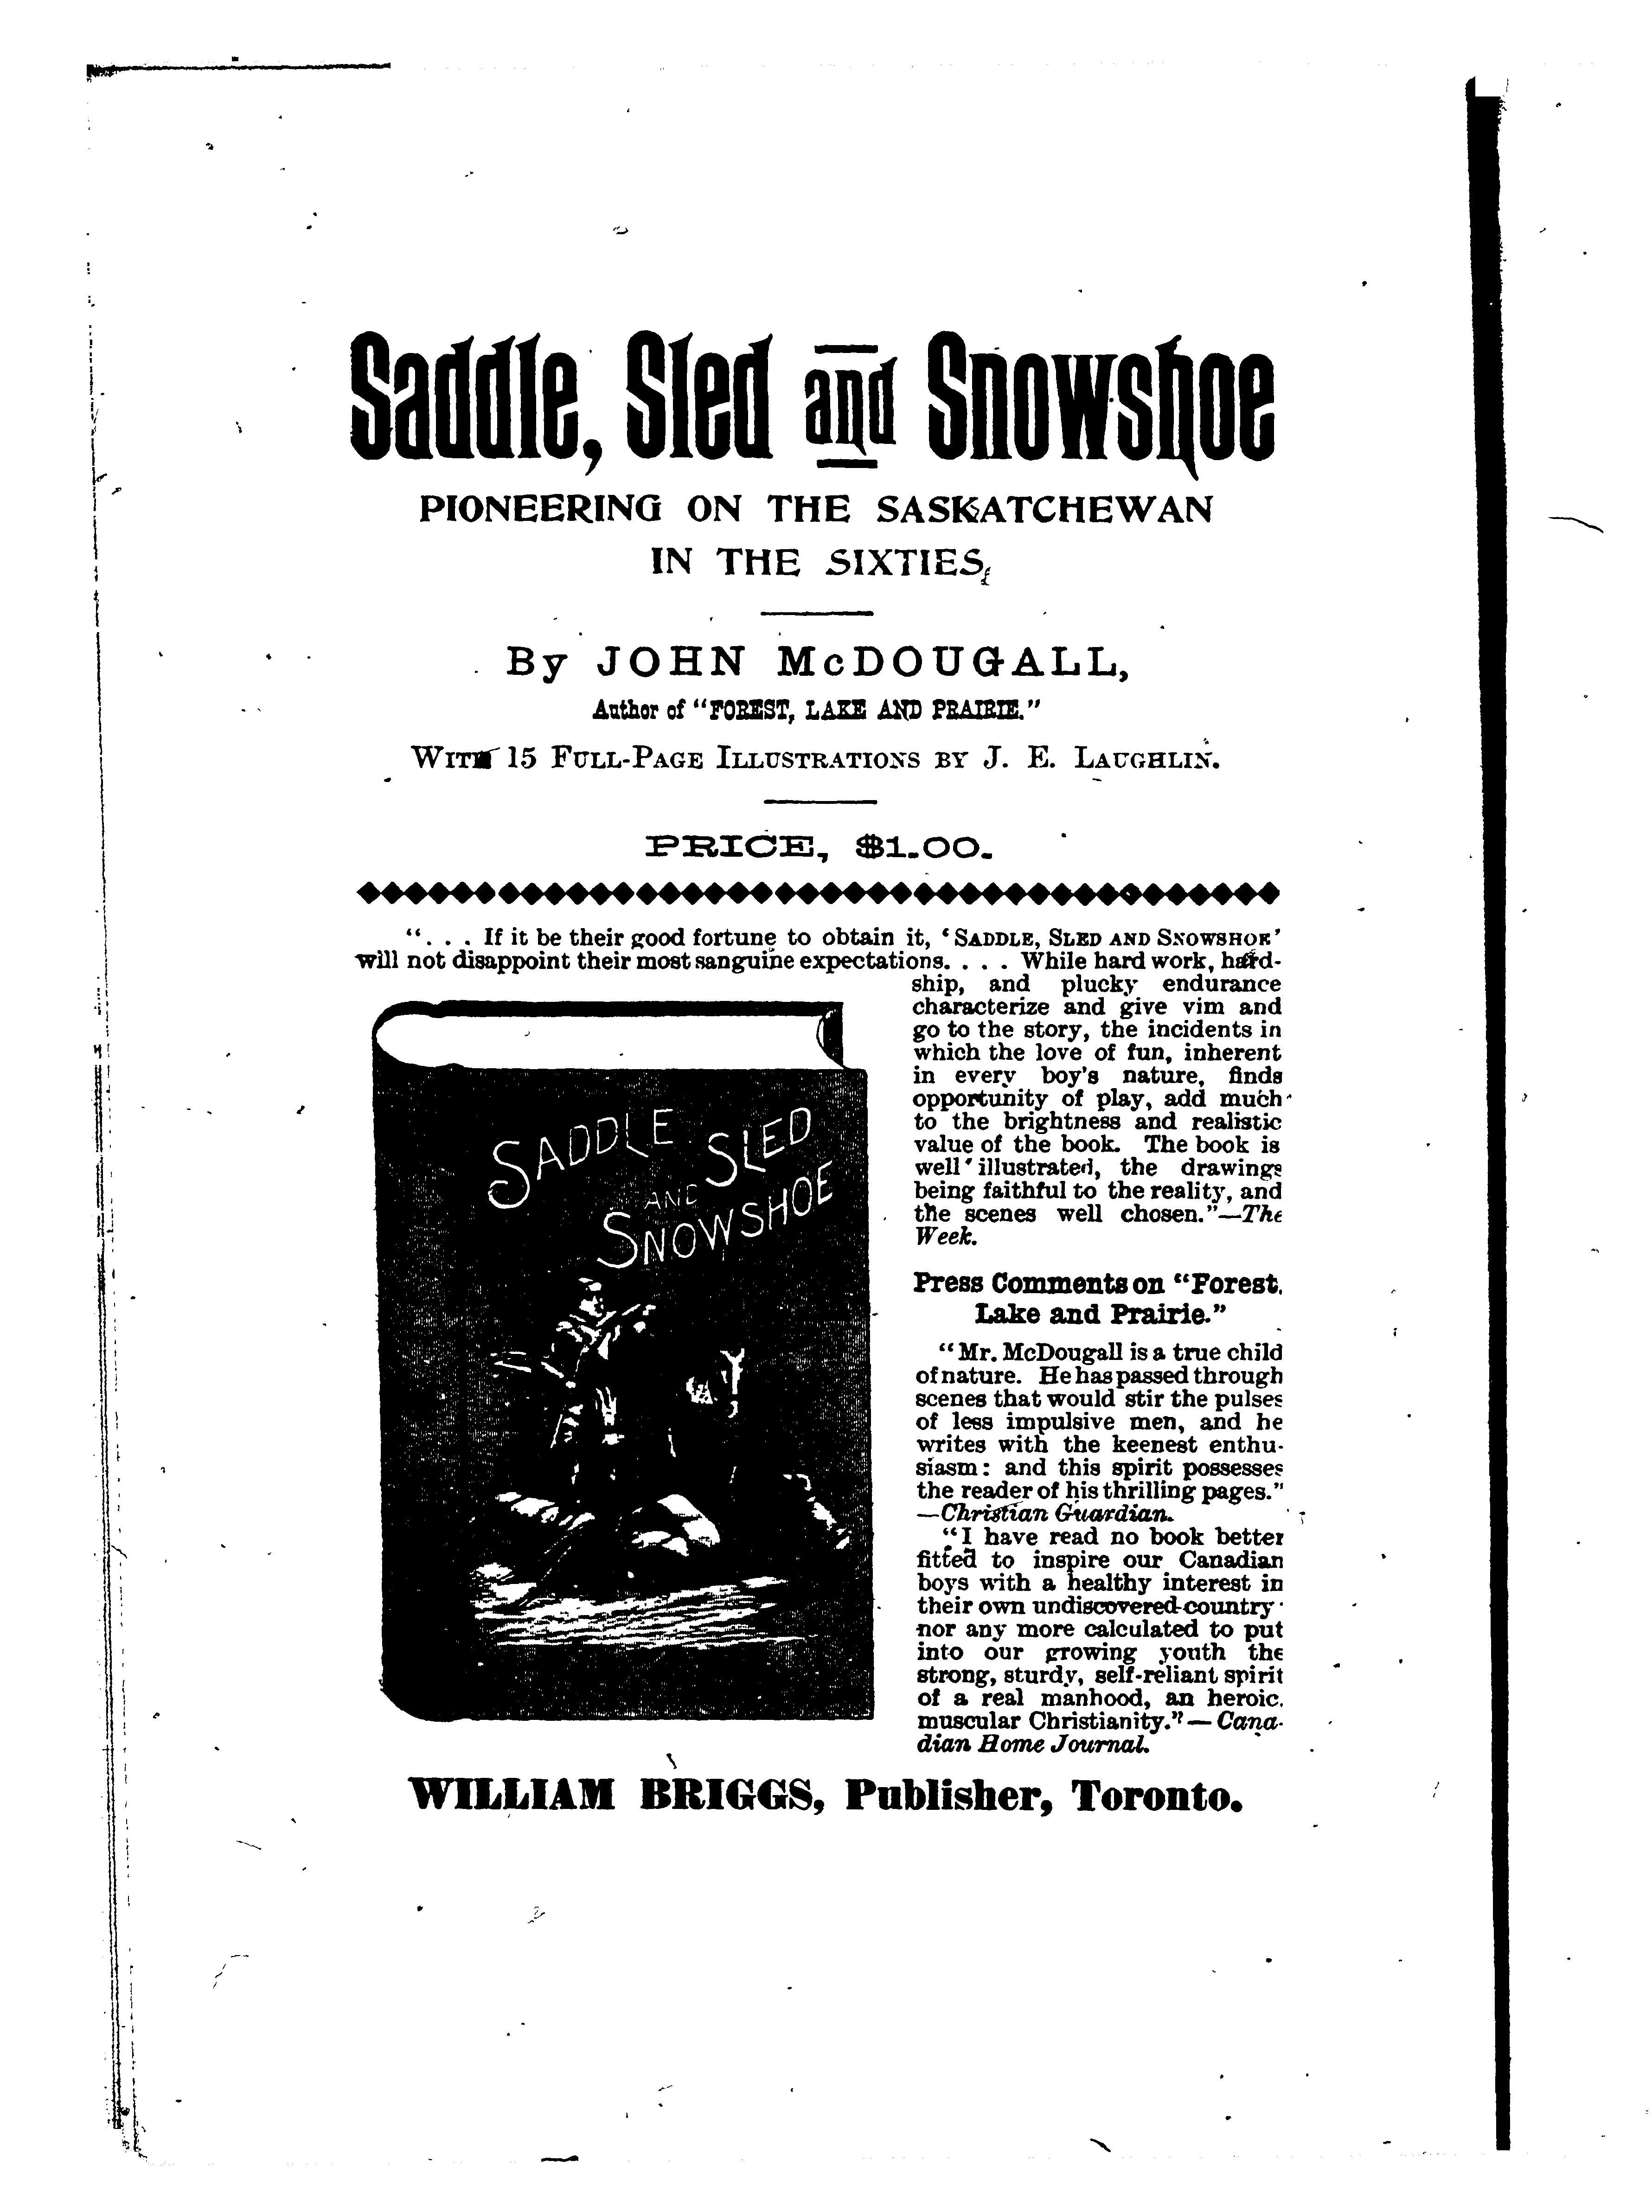 Saddle, Sled and Snowshoe
PIONEERING ON THE SASKATCHEWAN
IN THE SIXTIES.
By JOHN McDOUGALL,
Author of "FOREST, LAKE AND PRAIRIE."
WITH 15 FULL-PAGE ILLUSTRATIONS BY J. E. LAUGHLIN.
PRICE, $1.00.
". . . If it be their good fortune to obtain it, 'SADDLE, SLED AND SNOWSHOE'
will not disappoint their most sanguine expectations. . . . While hard work, hard-
ship, and plucky endurance
characterize and give vim and
go to the story, the incidents in
which the love of fun, inherent
in every boy's nature, finds
opportunity of play, add much
to the brightness and realistic
value of the book. The book is
well illustrated, the drawings
being faithful to the reality, and
the scenes well chosen."—The
Week.
SADDLE SLED
AND
SNOWSHOE
Press Comments on "Forest,
Lake and Prairie."
"Mr. McDougall is a true child
of nature. He has passed through
scenes that would stir the pulses
of less impulsive men, and he
writes with the keenest enthu-
siasm: and this spirit possesses
the reader of his thrilling pages."
—Christian Guardian.
"I have read no book better
fitted to inspire our Canadian
boys with a healthy interest in
their own undiscovered country
nor any more calculated to put
into our growing youth the
strong, sturdy, self-reliant spirit
of a real manhood, an heroic,
muscular Christianity."—Cana-
dian Home Journal.
WILLIAM BRIGGS, Publisher, Toronto.